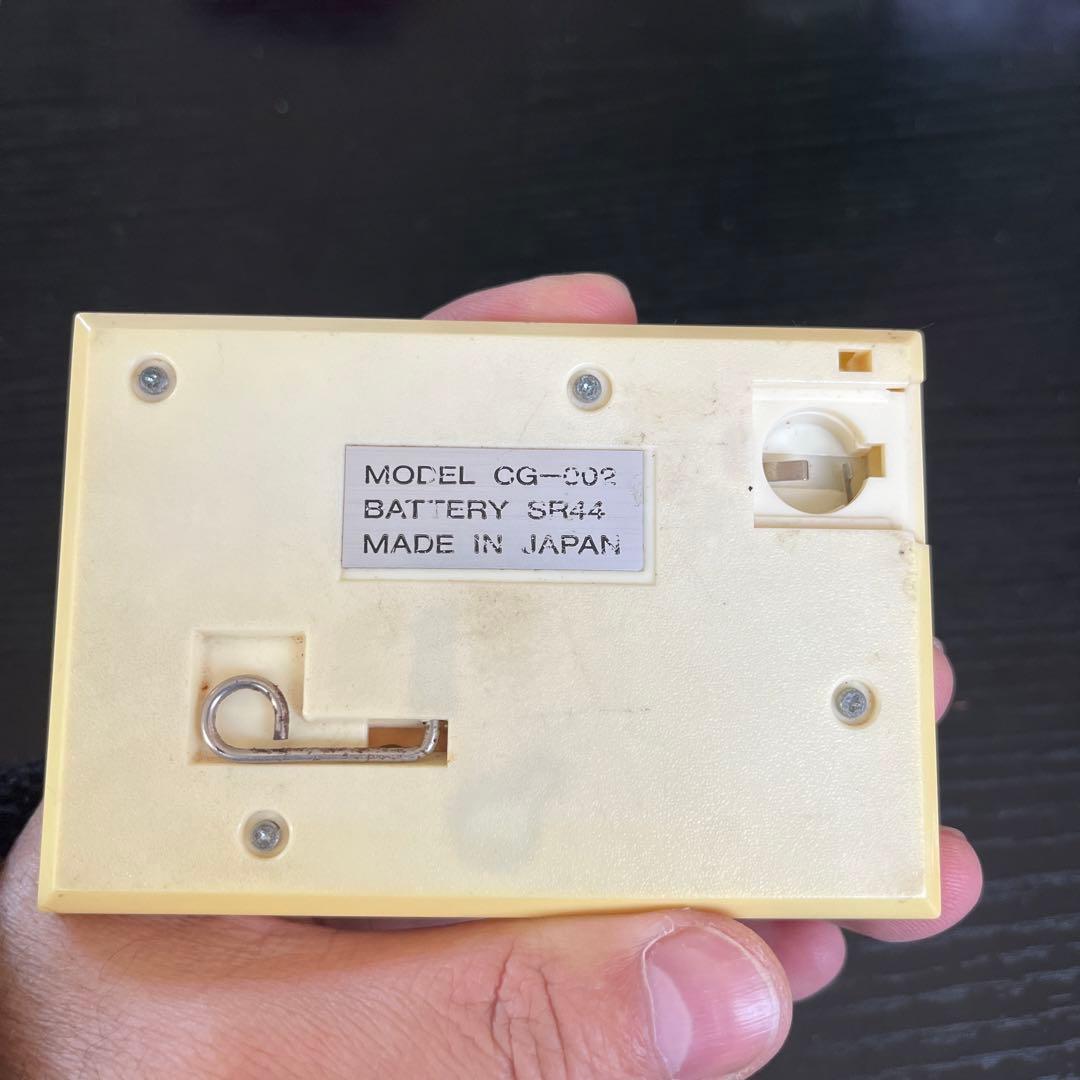 MODEL CG-002
BATTERY SR44
MADE IN JAPAN